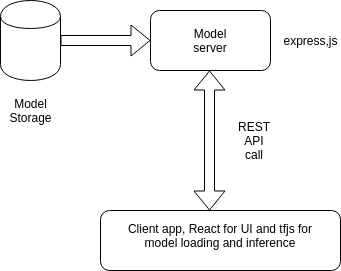 Model
server
express,js
Model
Storage
REST
API
call
Client app, React for UI and tfjs for
model loading and inference